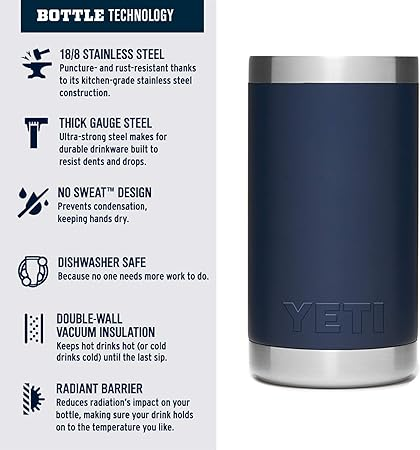 BOTTLE TECHNOLOGY
18/8 STAINLESS STEEL
Puncture- and rust-resistant thanks
to its kitchen-grade stainless steel
construction.
THICK GAUGE STEEL
Ultra-strong steel makes for
durable drinkware built to
resist dents and drops.
NO SWEAT™ DESIGN
Prevents condensation,
keeping hands dry.
DISHWASHER SAFE
Because no one needs more work to do.
DOUBLE-WALL
VACUUM INSULATION
Keeps hot drinks hot (or cold
drinks cold) until the last sip.
RADIANT BARRIER
Reduces radiation's impact on your
bottle, making sure your drink holds
on to the temperature you like.
YETI